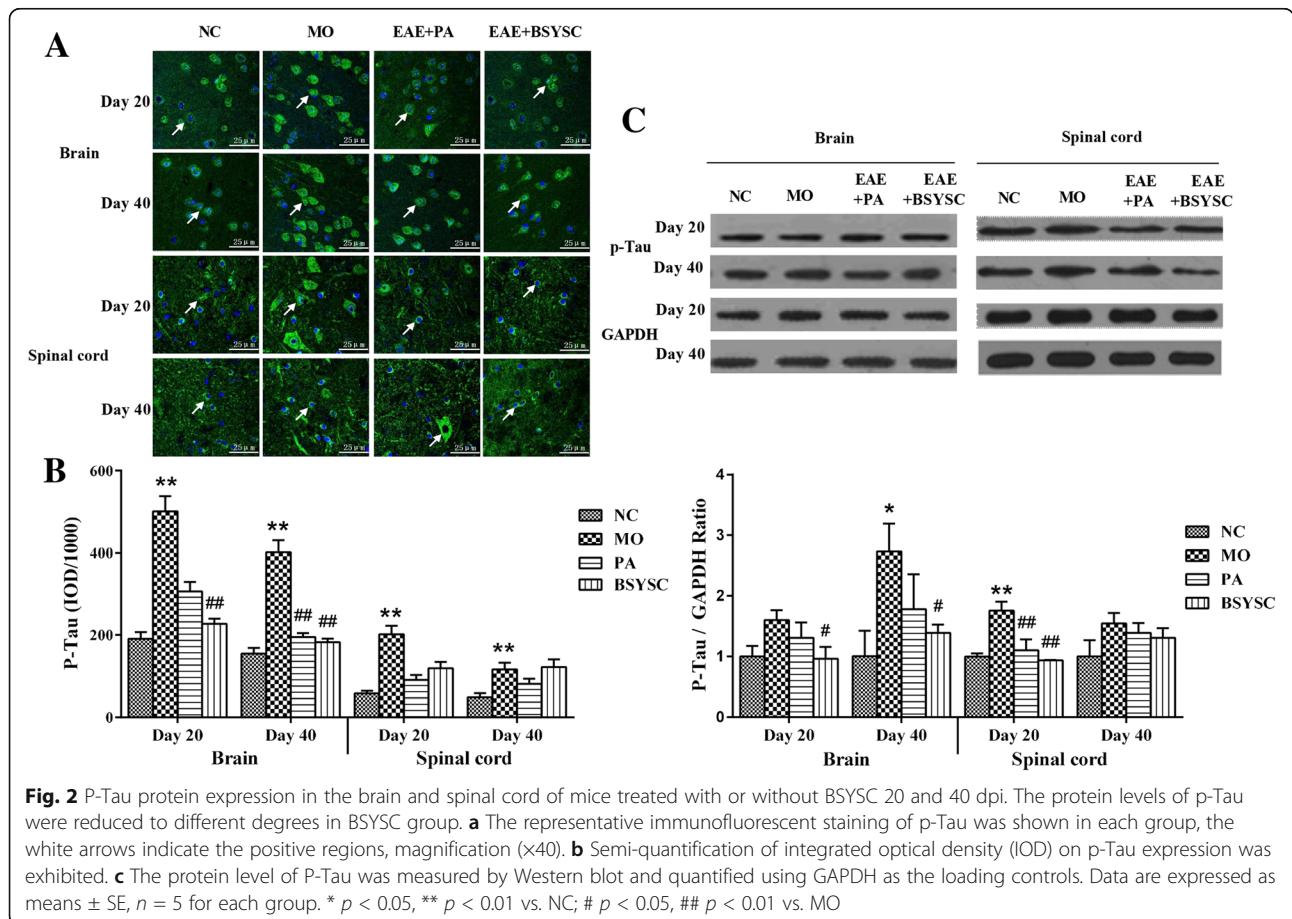 A
NC MO EAE+PA EAE+BSYSC
Day 20
25 μm 25 μm 25 μm 25 μm
Brain
Day 40
25 μm 25 μm 25 μm 25 μm
Day 20
25 μm 25 μm 25 μm 25 μm
Spinal cord
Day 40
25 μm 25 μm 25 μm 25 μm
C
Brain Spinal cord
NC MO EAE +PA EAE +BSYSC NC MO EAE +PA EAE +BSYSC
Day 20
p-Tau
Day 40
Day 20
GAPDH
Day 40
B
P-Tau (IOD/1000)
600
400
200
0
** ** ** **
## ## ##
Day 20 Day 40 Day 20 Day 40
Brain Spinal cord
NC
MO
PA
BSYSC
P-Tau / GAPDH Ratio
4
3
2
1
0
* **
# # ## ##
Day 20 Day 40 Day 20 Day 40
Brain Spinal cord
NC
MO
PA
BSYSC
Fig. 2 P-Tau protein expression in the brain and spinal cord of mice treated with or without BSYSC 20 and 40 dpi. The protein levels of p-Tau
were reduced to different degrees in BSYSC group. a The representative immunofluorescent staining of p-Tau was shown in each group, the
white arrows indicate the positive regions, magnification (×40). b Semi-quantification of integrated optical density (IOD) on p-Tau expression was
exhibited. c The protein level of P-Tau was measured by Western blot and quantified using GAPDH as the loading controls. Data are expressed as
means ± SE, n = 5 for each group. * p < 0.05, ** p < 0.01 vs. NC; # p < 0.05, ## p < 0.01 vs. MO